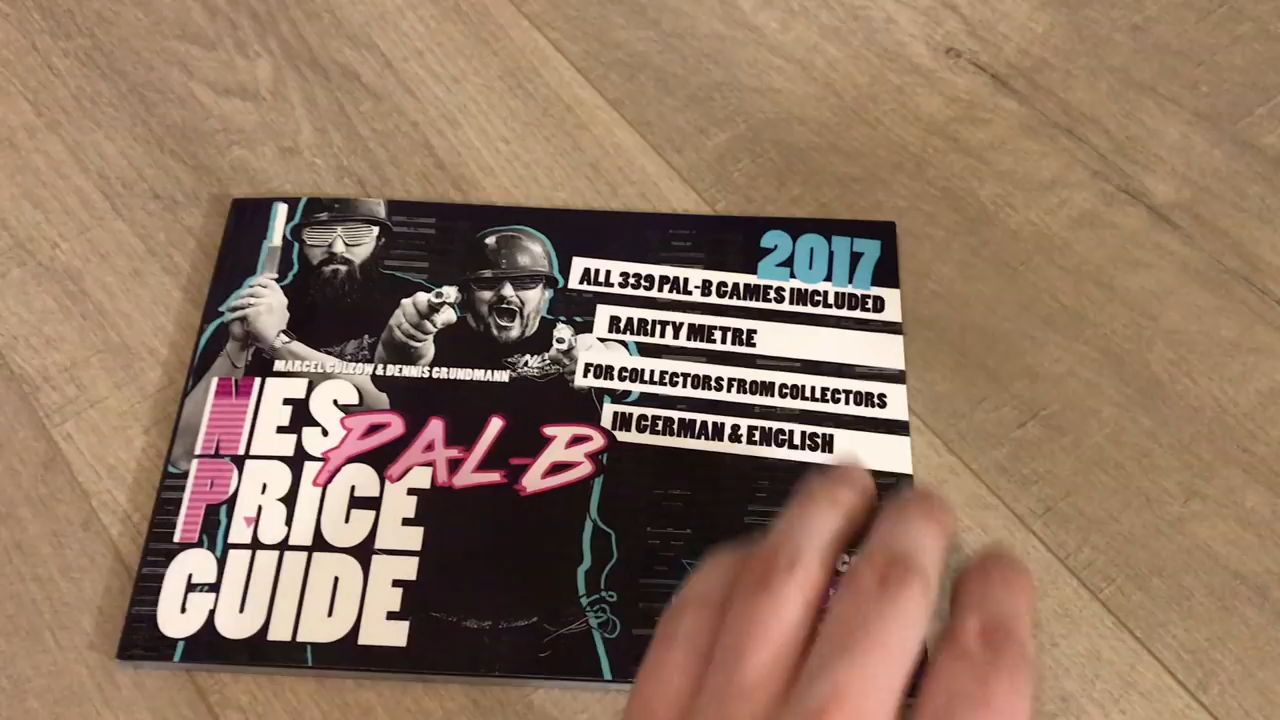 2017
ALL 339 PAL-B GAMES INCLUDED
RARITY METRE
FOR COLLECTORS FROM COLLECTORS
IN GERMAN & ENGLISH
MARCEL GULZOW & DENNIS GRUNDMANN
NES
PAL-B
PRICE
GUIDE